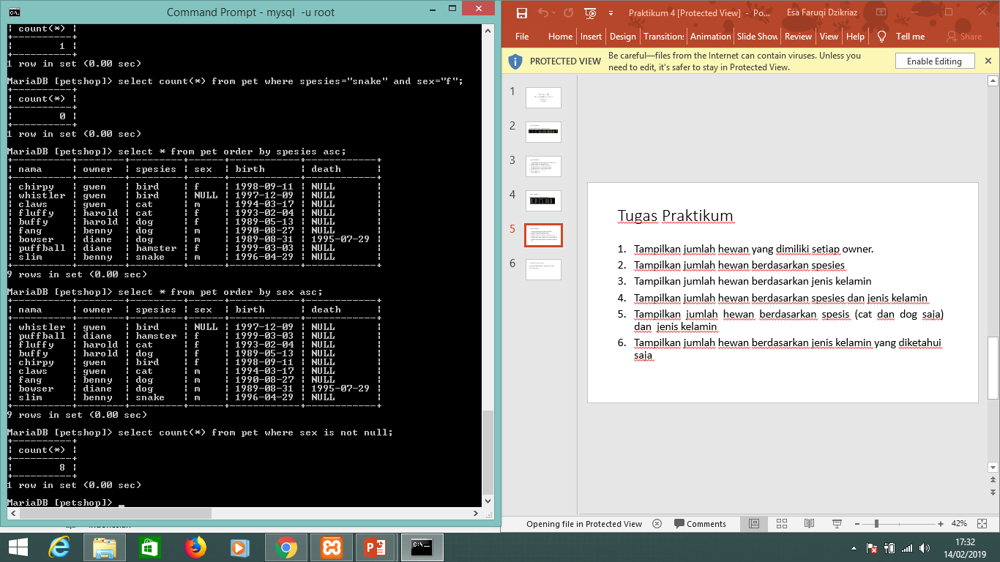 Command Prompt - mysql  -u root
| count(*) |
+----------+
|        1 |
+----------+
1 row in set (0.00 sec)
MariaDB [petshop]> select count(*) from pet where spesies="snake" and sex="f";
+----------+
| count(*) |
+----------+
|        0 |
+----------+
1 row in set (0.00 sec)
MariaDB [petshop]> select * from pet order by spesies asc;
+----------+--------+---------+------+------------+------------+
| nama     | owner  | spesies | sex  | birth      | death      |
+----------+--------+---------+------+------------+------------+
| chirpy   | gwen   | bird    | f    | 1998-09-11 | NULL       |
| whistler | gwen   | bird    | NULL | 1997-12-09 | NULL       |
| claws    | gwen   | cat     | m    | 1994-03-17 | NULL       |
| fluffy   | harold | cat     | f    | 1993-02-04 | NULL       |
| buffy    | harold | dog     | f    | 1989-05-13 | NULL       |
| fang     | benny  | dog     | m    | 1990-08-27 | NULL       |
| bowser   | diane  | dog     | m    | 1989-08-31 | 1995-07-29 |
| puffball | diane  | hamster | f    | 1999-03-03 | NULL       |
| slim     | benny  | snake   | m    | 1996-04-29 | NULL       |
+----------+--------+---------+------+------------+------------+
9 rows in set (0.00 sec)
MariaDB [petshop]> select * from pet order by sex asc;
+----------+--------+---------+------+------------+------------+
| nama     | owner  | spesies | sex  | birth      | death      |
+----------+--------+---------+------+------------+------------+
| whistler | gwen   | bird    | NULL | 1997-12-09 | NULL       |
| puffball | diane  | hamster | f    | 1999-03-03 | NULL       |
| fluffy   | harold | cat     | f    | 1993-02-04 | NULL       |
| buffy    | harold | dog     | f    | 1989-05-13 | NULL       |
| chirpy   | gwen   | bird    | f    | 1998-09-11 | NULL       |
| claws    | gwen   | cat     | m    | 1994-03-17 | NULL       |
| fang     | benny  | dog     | m    | 1990-08-27 | NULL       |
| bowser   | diane  | dog     | m    | 1989-08-31 | 1995-07-29 |
| slim     | benny  | snake   | m    | 1996-04-29 | NULL       |
+----------+--------+---------+------+------------+------------+
9 rows in set (0.00 sec)
MariaDB [petshop]> select count(*) from pet where sex is not null;
+----------+
| count(*) |
+----------+
|        8 |
+----------+
1 row in set (0.00 sec)
MariaDB [petshop]> _
Praktikum 4 [Protected View] - Po... Esa Faruqi Dzikriaz
File Home Insert Design Transitions Animation Slide Show Review View Help Tell me Share
PROTECTED VIEW Be careful—files from the Internet can contain viruses. Unless you
need to edit, it's safer to stay in Protected View. Enable Editing
1
2
3
4
5
6
Tugas Praktikum
1. Tampilkan jumlah hewan yang dimiliki setiap owner.
2. Tampilkan jumlah hewan berdasarkan spesies
3. Tampilkan jumlah hewan berdasarkan jenis kelamin
4. Tampilkan jumlah hewan berdasarkan spesies dan jenis kelamin
5. Tampilkan jumlah hewan berdasarkan spesis (cat dan dog saja)
dan jenis kelamin
6. Tampilkan jumlah hewan berdasarkan jenis kelamin yang diketahui
saja
Opening file in Protected View Comments 42%
17:32
14/02/2019